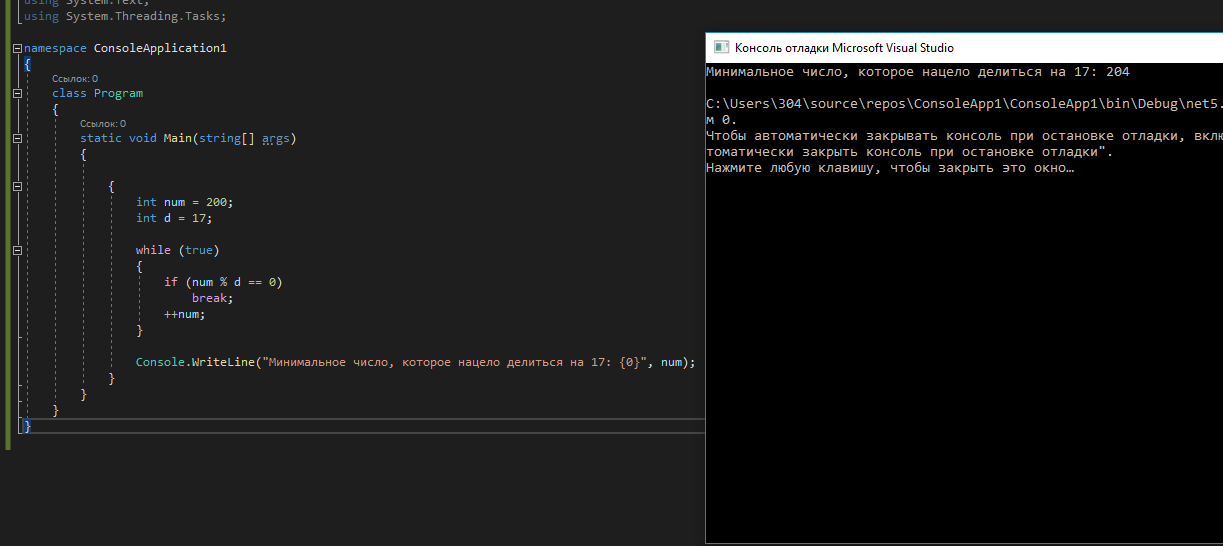 using System.Text;
using System.Threading.Tasks;
namespace ConsoleApplication1
{
Ссылок: 0
class Program
{
Ссылок: 0
static void Main(string[] args)
{
{
int num = 200;
int d = 17;
while (true)
{
if (num % d == 0)
break;
++num;
}
Console.WriteLine("Минимальное число, которое нацело делиться на 17: {0}", num);
}
}
}
}
Консоль отладки Microsoft Visual Studio
Минимальное число, которое нацело делиться на 17: 204
C:\Users\304\source\repos\ConsoleApp1\ConsoleApp1\bin\Debug\net5.
м 0.
Чтобы автоматически закрывать консоль при остановке отладки, вклю
томатически закрыть консоль при остановке отладки".
Нажмите любую клавишу, чтобы закрыть это окно…